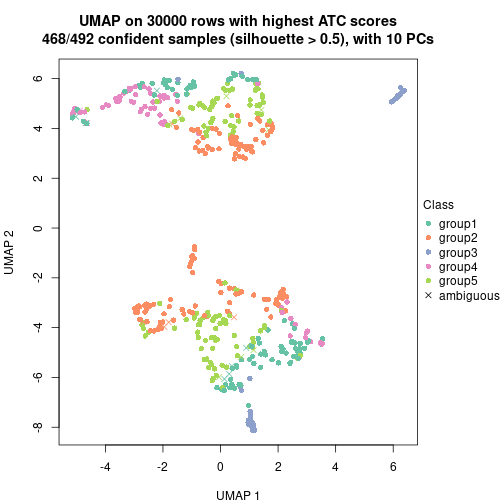 UMAP on 30000 rows with highest ATC scores
468/492 confident samples (silhouette > 0.5), with 10 PCs
UMAP 2
6
4
2
0
-2
-4
-6
-8
-4
-2
0
2
4
6
UMAP 1
Class
group1
group2
group3
group4
group5
ambiguous